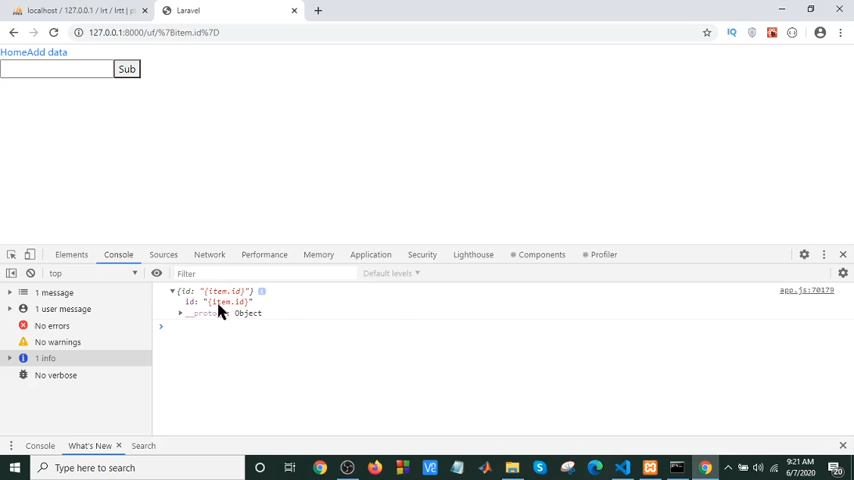 localhost / 127.0.0.1 / lrt / lrtt | p
Laravel
127.0.0.1:8000/uf/%7Bitem.id%7D
HomeAdd data
Sub
Elements Console Sources Network Performance Memory Application Security Lighthouse Components Profiler
top Filter Default levels
1 message
1 user message
No errors
No warnings
1 info
No verbose
{id: "{item.id}"}
app.js:70179
id: "{item.id}"
__proto : Object
Console What's New Search
Type here to search
9:21 AM
6/7/2020
20